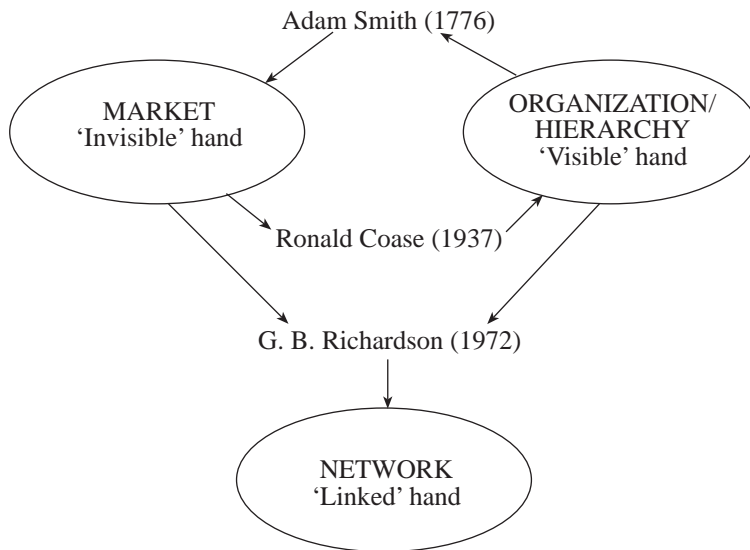 Adam Smith (1776)
MARKET
‘Invisible’ hand
ORGANIZATION/
HIERARCHY
‘Visible’ hand
Ronald Coase (1937)
G. B. Richardson (1972)
NETWORK
‘Linked’ hand